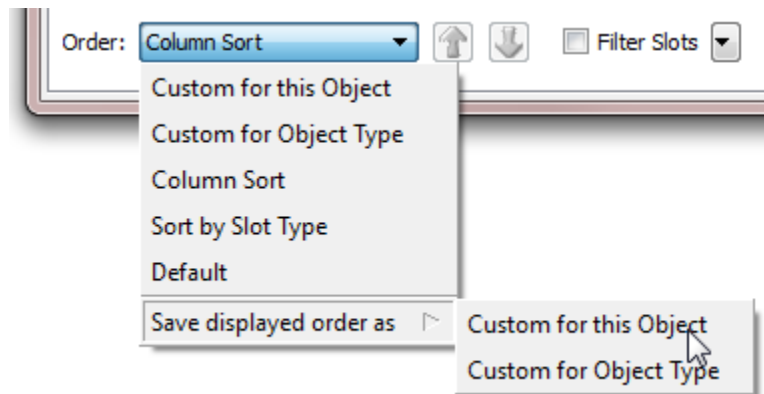 Order: Column Sort Filter Slots
Custom for this Object
Custom for Object Type
Column Sort
Sort by Slot Type
Default
Save displayed order as
Custom for this Object
Custom for Object Type